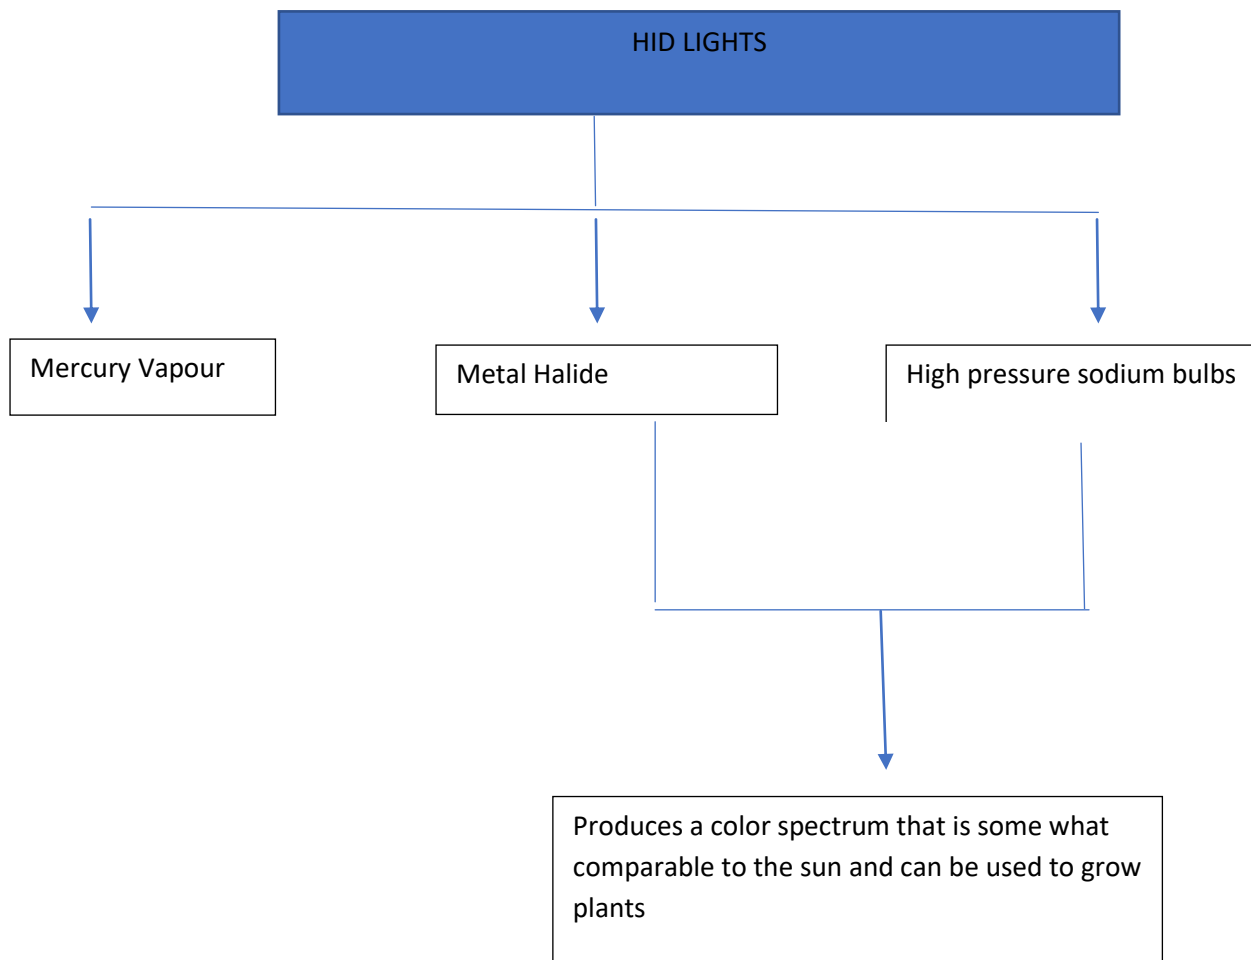 HID LIGHTS
Mercury Vapour
Metal Halide
High pressure sodium bulbs
Produces a color spectrum that is some what
comparable to the sun and can be used to grow
plants